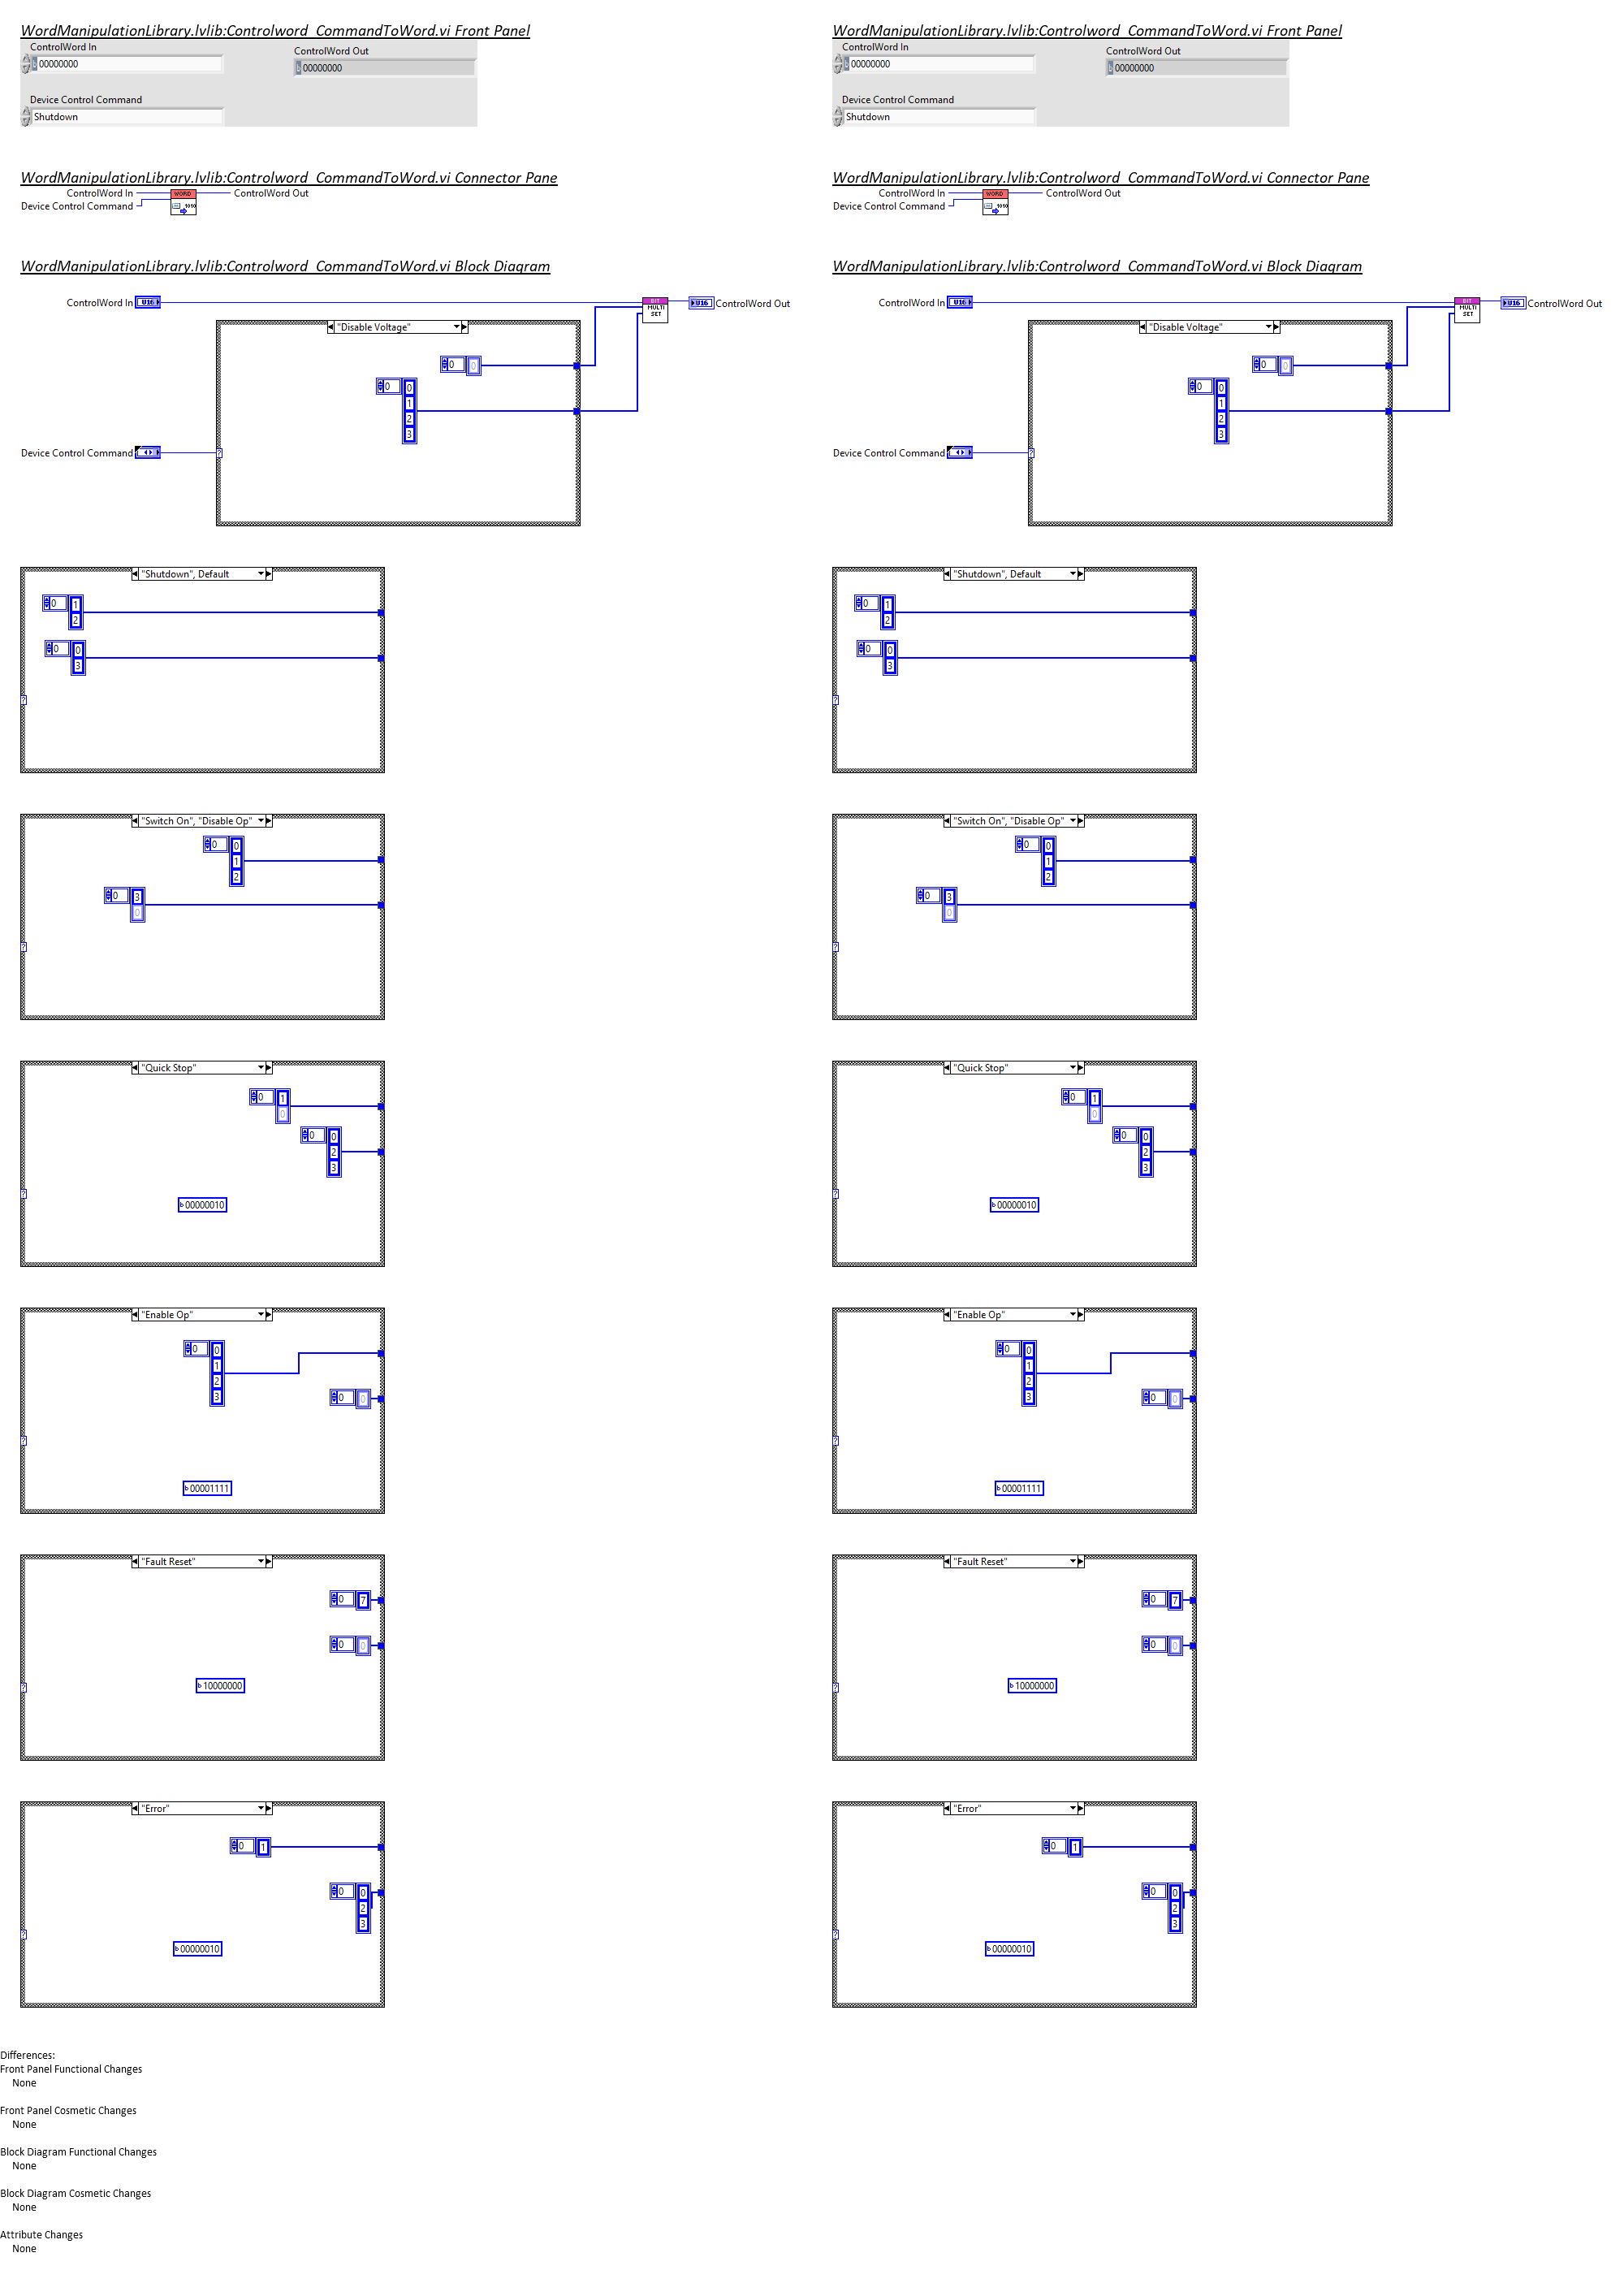 WordManipulationLibrary.lvlib:Controlword_CommandToWord.vi Front Panel
ControlWord In
ControlWord Out
b 00000000
b 00000000
Device Control Command
Shutdown
WordManipulationLibrary.lvlib:Controlword_CommandToWord.vi Connector Pane
ControlWord In
WORD
ControlWord Out
Device Control Command
1010
WordManipulationLibrary.lvlib:Controlword_CommandToWord.vi Block Diagram
ControlWord In
U16
BIT
MULTI
SET
U16
ControlWord Out
"Disable Voltage"
0
0
0
0
1
2
3
Device Control Command
?
"Shutdown", Default
0
1
2
0
0
3
?
"Switch On", "Disable Op"
0
0
1
2
0
3
0
?
"Quick Stop"
0
1
0
0
0
2
3
?
b 00000010
"Enable Op"
0
0
1
2
3
0
0
?
b 00001111
"Fault Reset"
0
7
0
0
?
b 10000000
"Error"
0
1
0
0
2
3
?
b 00000010
WordManipulationLibrary.lvlib:Controlword_CommandToWord.vi Front Panel
ControlWord In
ControlWord Out
b 00000000
b 00000000
Device Control Command
Shutdown
WordManipulationLibrary.lvlib:Controlword_CommandToWord.vi Connector Pane
ControlWord In
WORD
ControlWord Out
Device Control Command
1010
WordManipulationLibrary.lvlib:Controlword_CommandToWord.vi Block Diagram
ControlWord In
U16
BIT
MULTI
SET
U16
ControlWord Out
"Disable Voltage"
0
0
0
0
1
2
3
Device Control Command
?
"Shutdown", Default
0
1
2
0
0
3
?
"Switch On", "Disable Op"
0
0
1
2
0
3
0
?
"Quick Stop"
0
1
0
0
0
2
3
?
b 00000010
"Enable Op"
0
0
1
2
3
0
0
?
b 00001111
"Fault Reset"
0
7
0
0
?
b 10000000
"Error"
0
1
0
0
2
3
?
b 00000010
Differences:
Front Panel Functional Changes
None
Front Panel Cosmetic Changes
None
Block Diagram Functional Changes
None
Block Diagram Cosmetic Changes
None
Attribute Changes
None